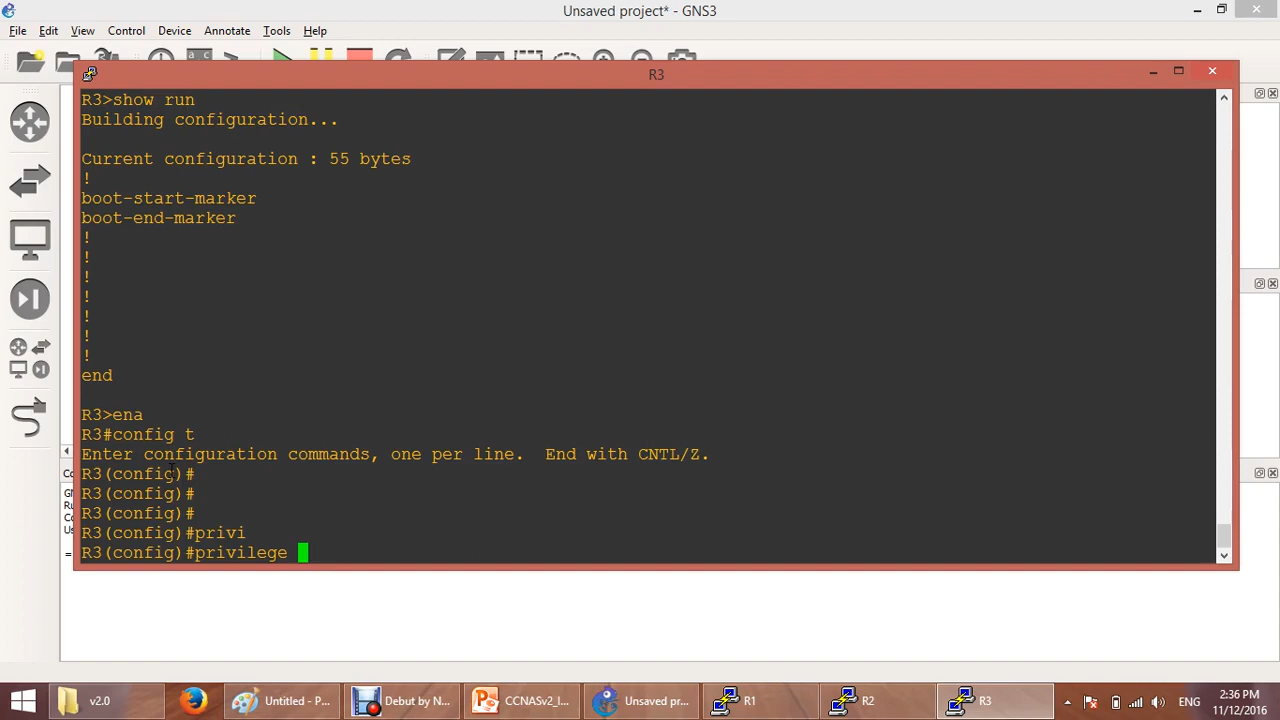 Unsaved project* - GNS3
File Edit View Control Device Annotate Tools Help
R3
R3>show run
Building configuration...
Current configuration : 55 bytes
!
boot-start-marker
boot-end-marker
!
!
!
!
!
!
!
end
R3>ena
R3#config t
Enter configuration commands, one per line.  End with CNTL/Z.
R3(config)#
R3(config)#
R3(config)#
R3(config)#privi
R3(config)#privilege
v2.0
Untitled - P...
Debut by N...
CCNASv2_I...
Unsaved pr...
R1
R2
R3
ENG
2:36 PM
11/12/2016